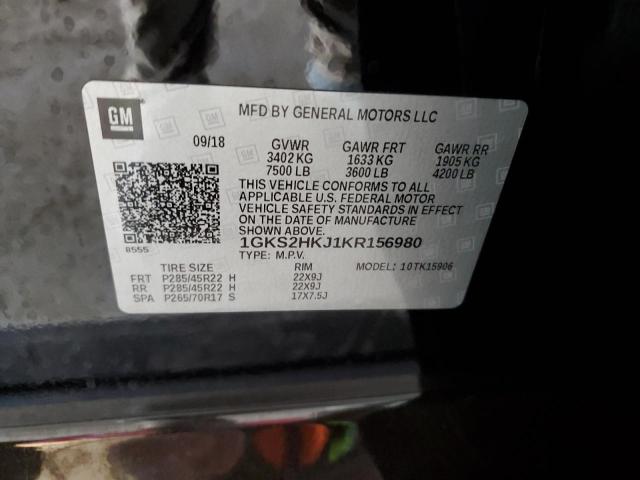 GM
MFD BY GENERAL MOTORS LLC
09/18 GVWR GAWR FRT GAWR RR
3402 KG 1633 KG 1905 KG
7500 LB 3600 LB 4200 LB
THIS VEHICLE CONFORMS TO ALL
APPLICABLE U.S. FEDERAL MOTOR
VEHICLE SAFETY STANDARDS IN EFFECT
ON THE DATE OF MANUFACTURE
SHOWN ABOVE.
8555 1GKS2HKJ1KR156980
TYPE: M.P.V.
TIRE SIZE RIM MODEL: 10TK15906
FRT P285/45R22 H 22X9J
RR P285/45R22 H 22X9J
SPA P265/70R17 S 17X7.5J